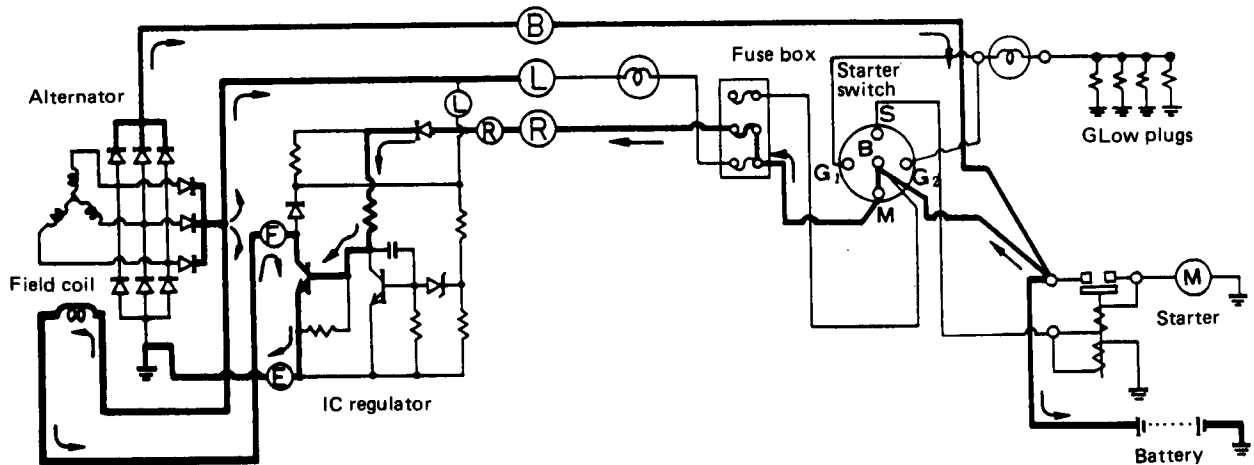 B
Fuse box
L
Starter
switch
Alternator
L
S
R
R
GLow plugs
B
G1
G2
M
F
Field coil
M
Starter
E
IC regulator
Battery